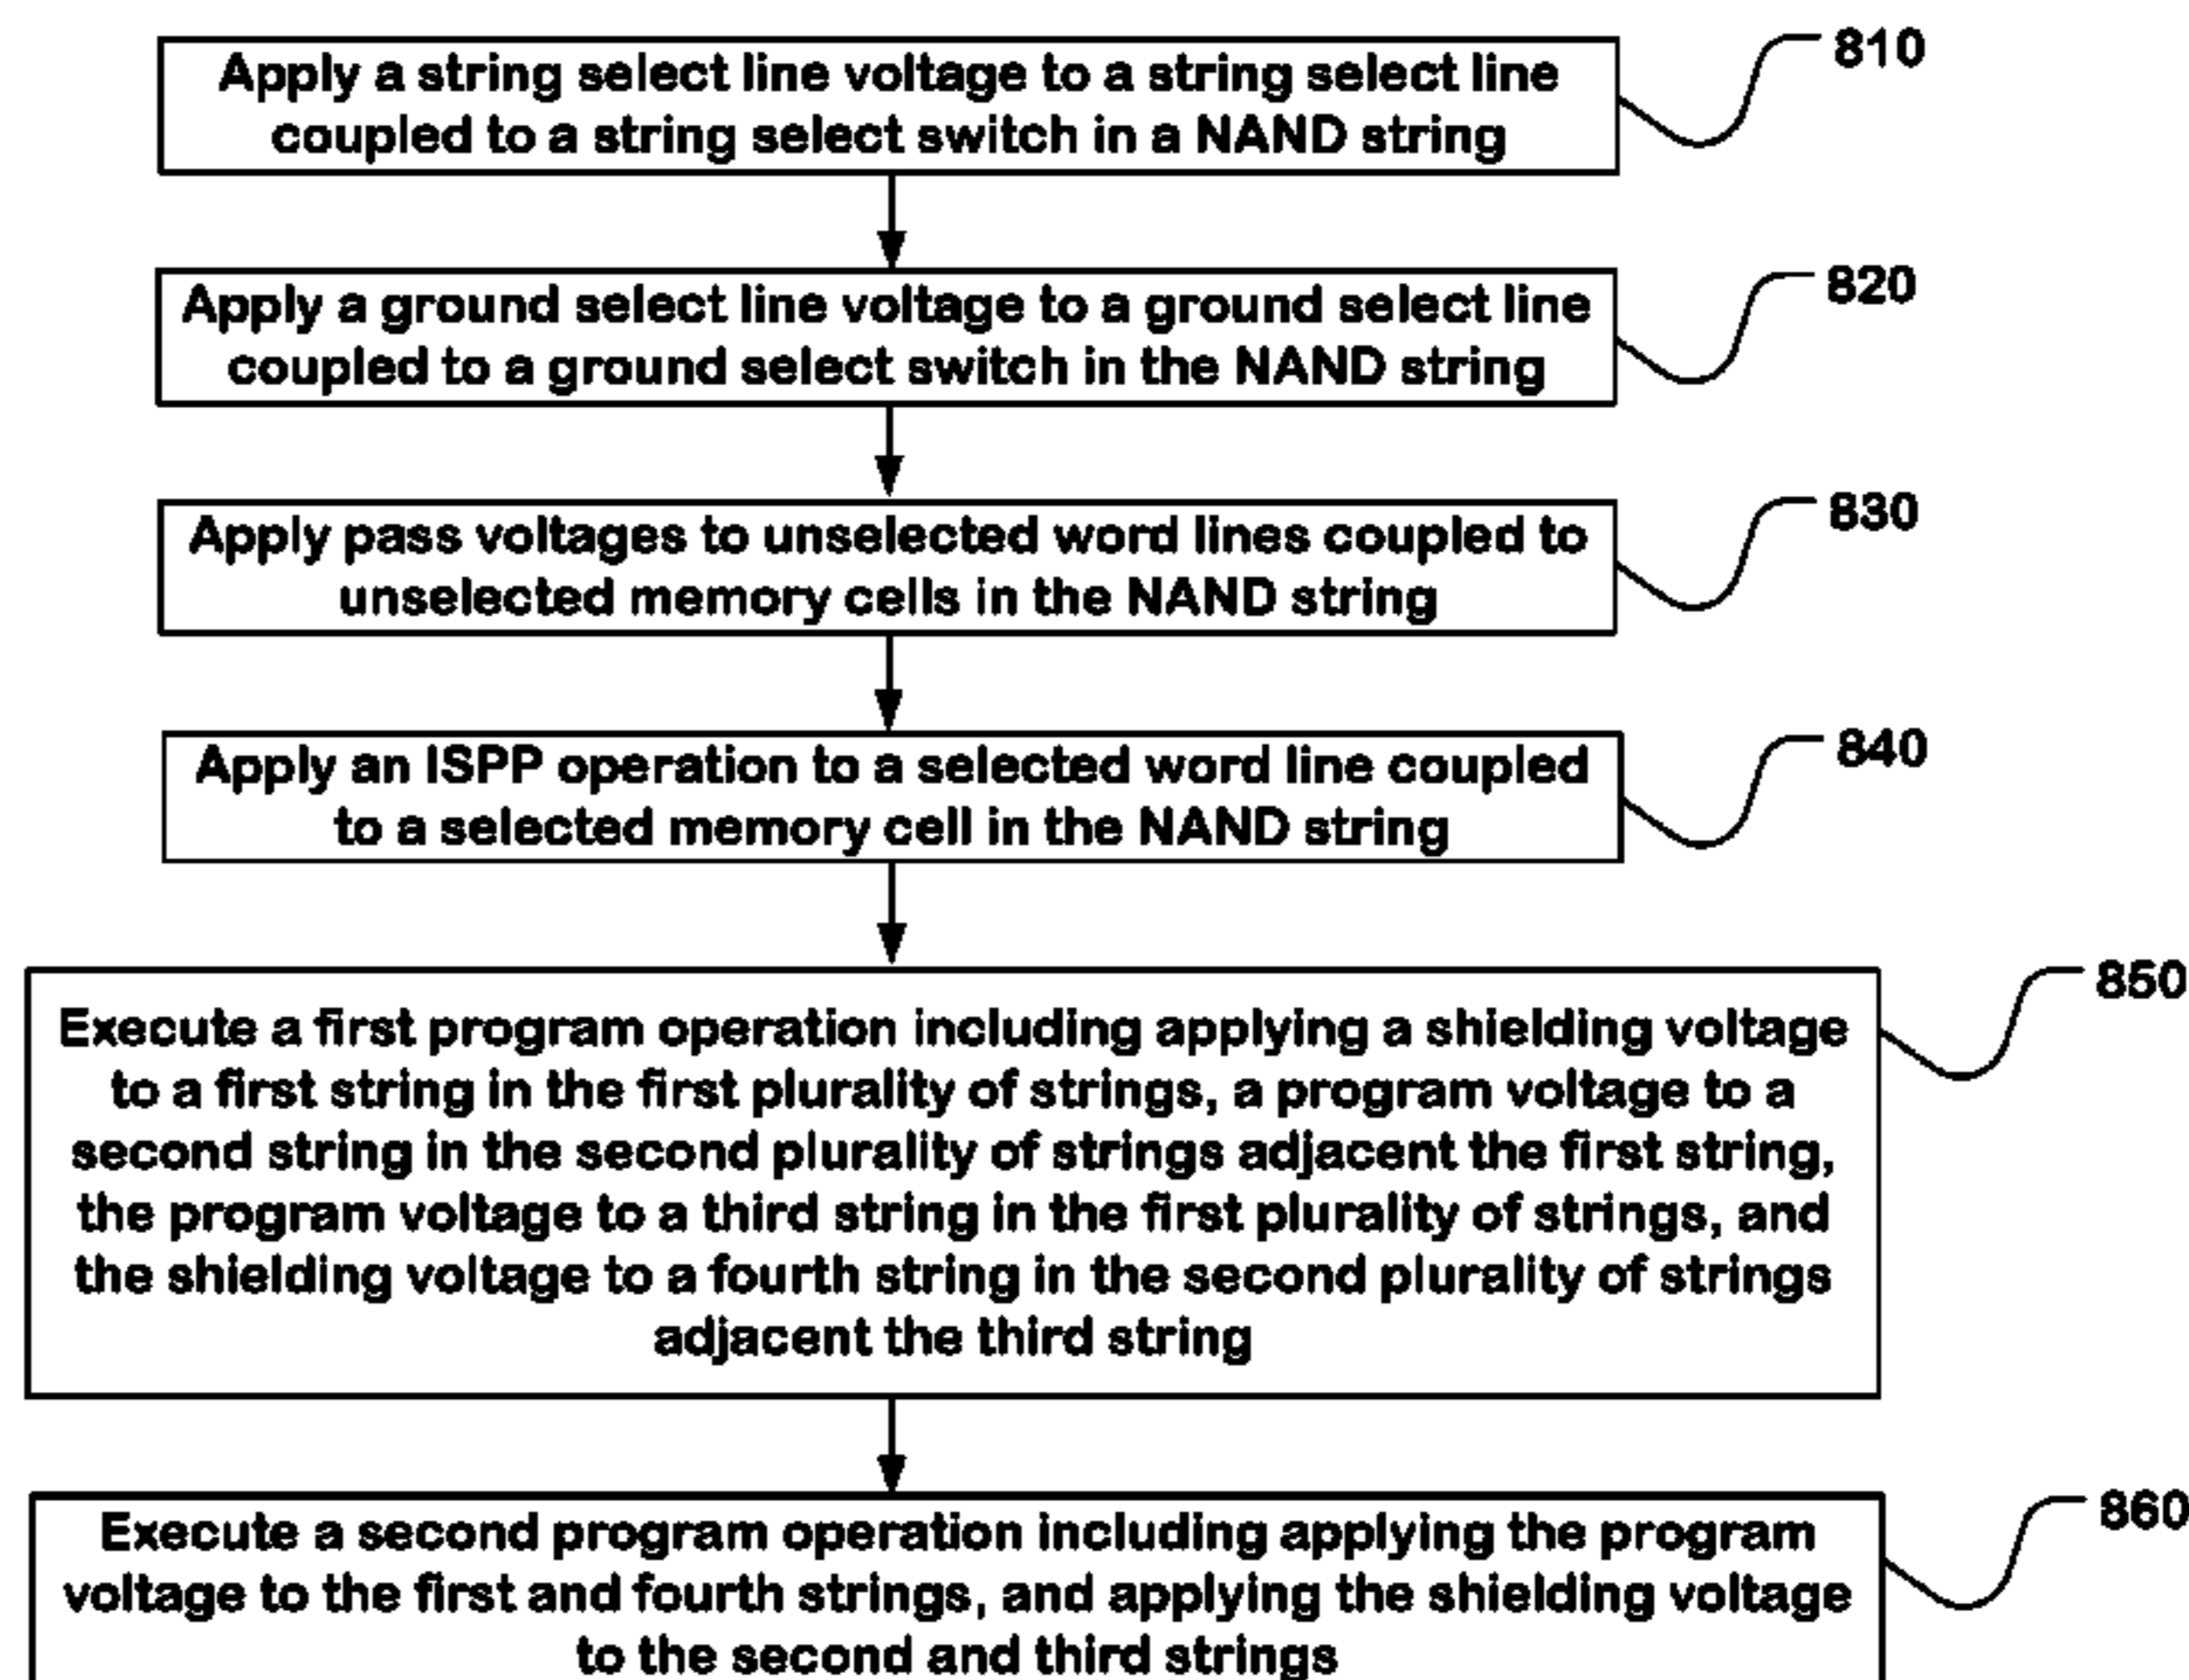 Apply a string select line voltage to a string select line
coupled to a string select switch in a NAND string
810
Apply a ground select line voltage to a ground select line
coupled to a ground select switch in the NAND string
820
Apply pass voltages to unselected word lines coupled to
unselected memory cells in the NAND string
830
Apply an ISPP operation to a selected word line coupled
to a selected memory cell in the NAND string
840
Execute a first program operation including applying a shielding voltage
to a first string in the first plurality of strings, a program voltage to a
second string in the second plurality of strings adjacent the first string,
the program voltage to a third string in the first plurality of strings, and
the shielding voltage to a fourth string in the second plurality of strings
adjacent the third string
850
Execute a second program operation including applying the program
voltage to the first and fourth strings, and applying the shielding voltage
to the second and third strings
860